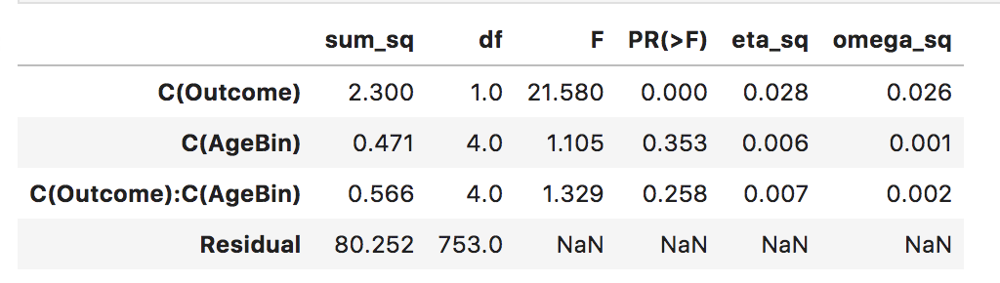 sum_sq df F PR(>F) eta_sq omega_sq
C(Outcome) 2.300 1.0 21.580 0.000 0.028 0.026
C(AgeBin) 0.471 4.0 1.105 0.353 0.006 0.001
C(Outcome):C(AgeBin) 0.566 4.0 1.329 0.258 0.007 0.002
Residual 80.252 753.0 NaN NaN NaN NaN